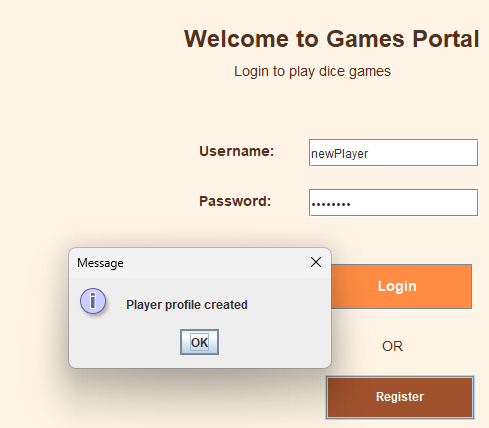 Welcome to Games Portal
Login to play dice games
Username:
newPlayer
Password:
••••••••
Message
Player profile created
OK
Login
OR
Register